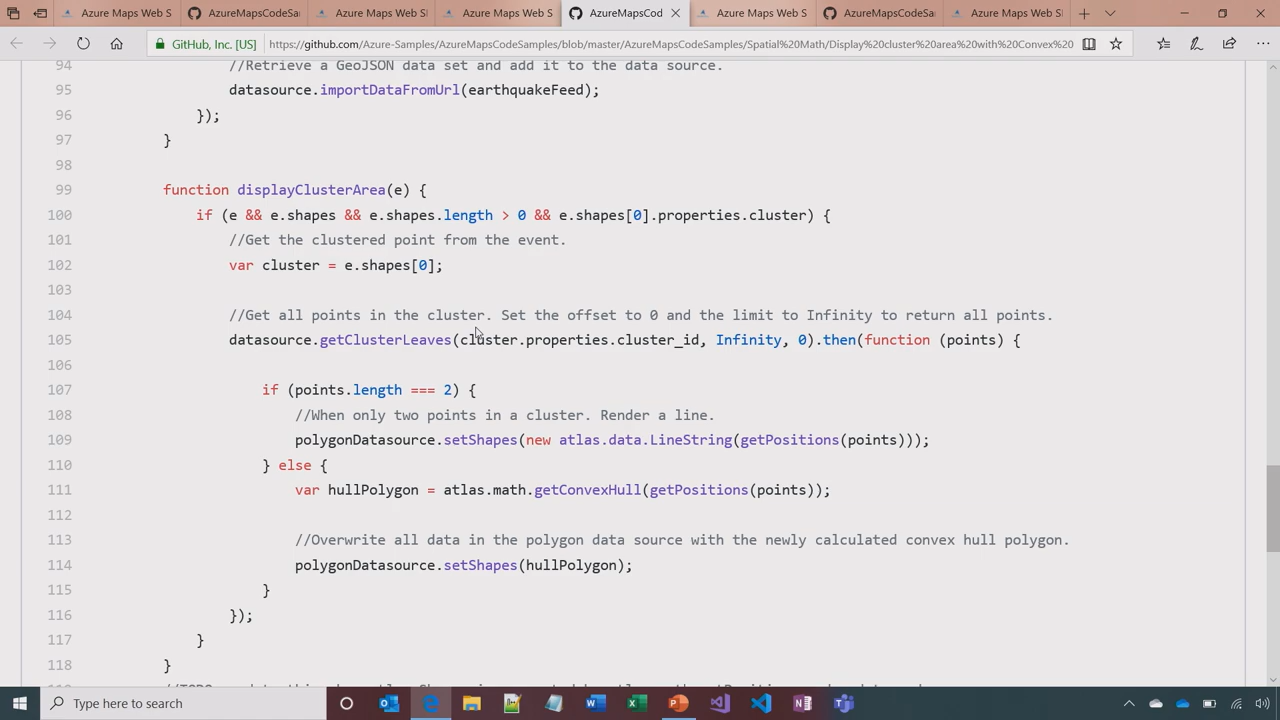 Azure Maps Web S
AzureMapsCodeSa
Azure Maps Web S
Azure Maps Web S
AzureMapsCod
Azure Maps Web S
AzureMapsCodeSa
Azure Maps Web S
GitHub, Inc. [US]
https://github.com/Azure-Samples/AzureMapsCodeSamples/blob/master/AzureMapsCodeSamples/Spatial%20Math/Display%20cluster%20area%20with%20Convex%20
94 //Retrieve a GeoJSON data set and add it to the data source.
95 datasource.importDataFromUrl(earthquakeFeed);
96 });
97 }
98
99 function displayClusterArea(e) {
100 if (e && e.shapes && e.shapes.length > 0 && e.shapes[0].properties.cluster) {
101 //Get the clustered point from the event.
102 var cluster = e.shapes[0];
103
104 //Get all points in the cluster. Set the offset to 0 and the limit to Infinity to return all points.
105 datasource.getClusterLeaves(cluster.properties.cluster_id, Infinity, 0).then(function (points) {
106
107 if (points.length === 2) {
108 //When only two points in a cluster. Render a line.
109 polygonDatasource.setShapes(new atlas.data.LineString(getPositions(points)));
110 } else {
111 var hullPolygon = atlas.math.getConvexHull(getPositions(points));
112
113 //Overwrite all data in the polygon data source with the newly calculated convex hull polygon.
114 polygonDatasource.setShapes(hullPolygon);
115 }
116 });
117 }
118 }
Type here to search